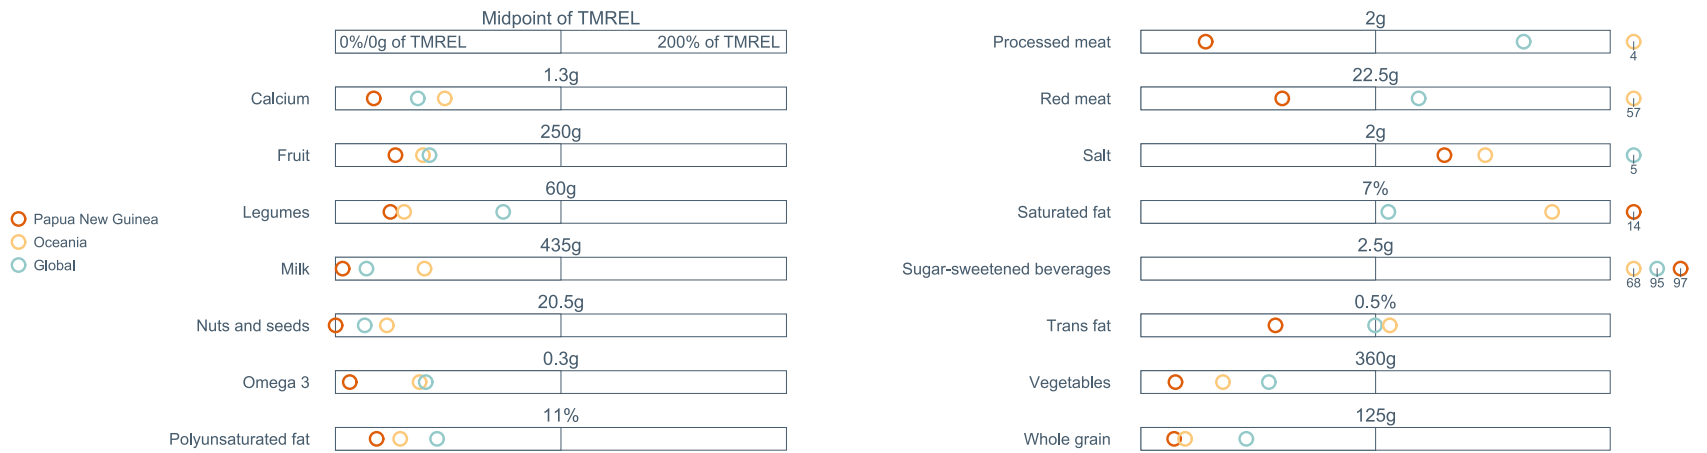 Midpoint of TMREL
0%/0g of TMREL 200% of TMREL
1.3g
Calcium
250g
Fruit
60g
Legumes
435g
Milk
20.5g
Nuts and seeds
0.3g
Omega 3
11%
Polyunsaturated fat
Papua New Guinea
Oceania
Global
2g
Processed meat
4
22.5g
Red meat
57
2g
Salt
5
7%
Saturated fat
14
2.5g
Sugar-sweetened beverages
68 95 97
0.5%
Trans fat
360g
Vegetables
125g
Whole grain